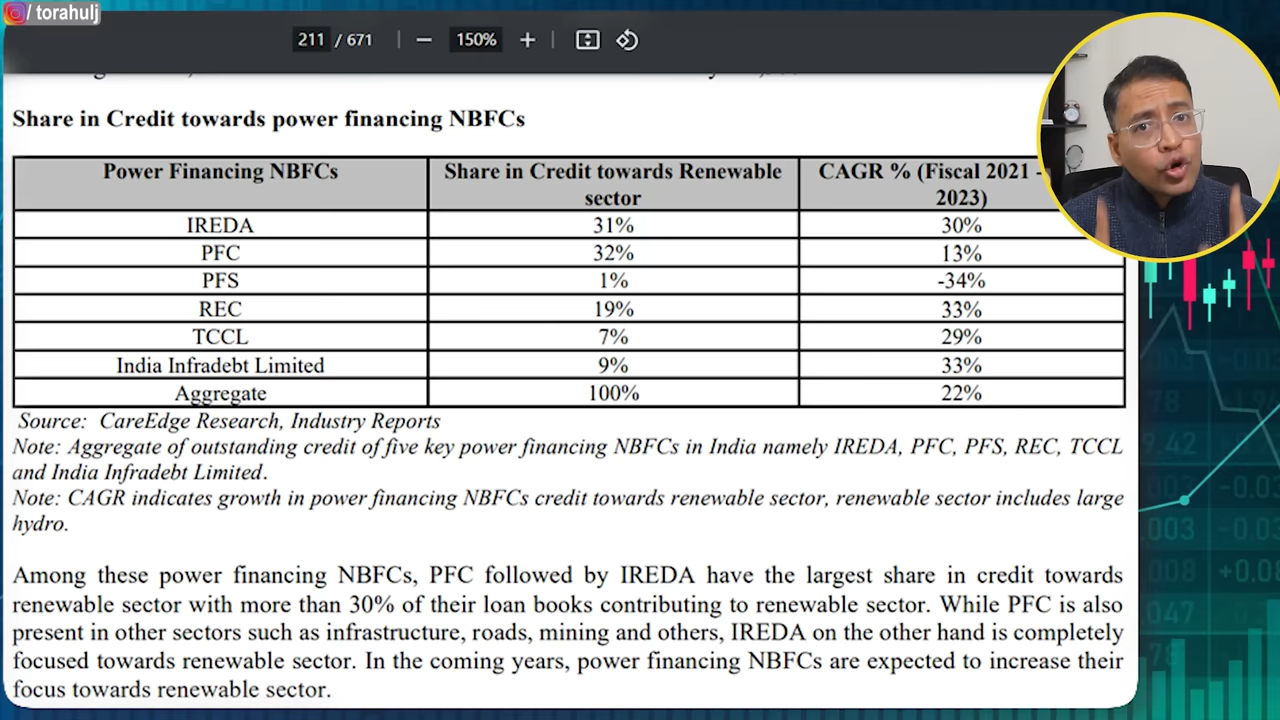 / torahulj
211 / 671 | − 150% + |
Share in Credit towards power financing NBFCs
Power Financing NBFCs Share in Credit towards Renewable sector CAGR % (Fiscal 2021 - 2023)
IREDA 31% 30%
PFC 32% 13%
PFS 1% -34%
REC 19% 33%
TCCL 7% 29%
India Infradebt Limited 9% 33%
Aggregate 100% 22%
Source: CareEdge Research, Industry Reports
Note: Aggregate of outstanding credit of five key power financing NBFCs in India namely IREDA, PFC, PFS, REC, TCCL
and India Infradebt Limited.
Note: CAGR indicates growth in power financing NBFCs credit towards renewable sector, renewable sector includes large
hydro.
Among these power financing NBFCs, PFC followed by IREDA have the largest share in credit towards
renewable sector with more than 30% of their loan books contributing to renewable sector. While PFC is also
present in other sectors such as infrastructure, roads, mining and others, IREDA on the other hand is completely
focused towards renewable sector. In the coming years, power financing NBFCs are expected to increase their
focus towards renewable sector.